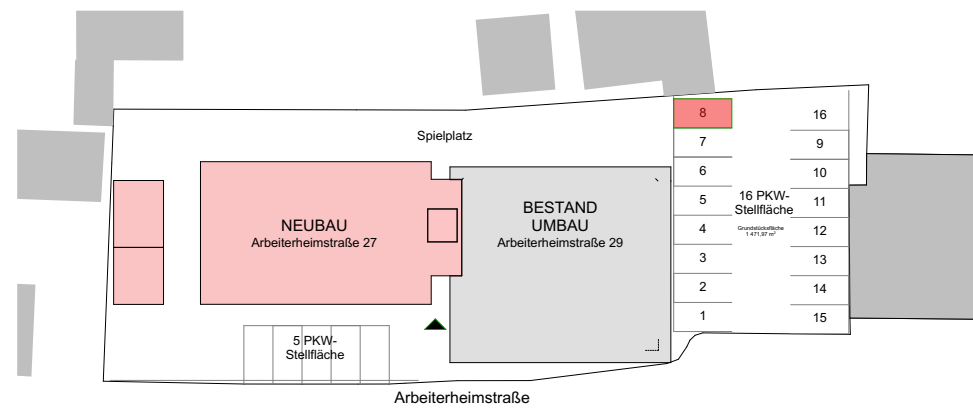 Spielplatz
NEUBAU
Arbeiterheimstraße 27
BESTAND
UMBAU
Arbeiterheimstraße 29
8
7
6
5
4
3
2
1
16 PKW-
Stellfläche
Grundstücksfläche
1 471,97 m²
16
9
10
11
12
13
14
15
5 PKW-
Stellfläche
Arbeiterheimstraße